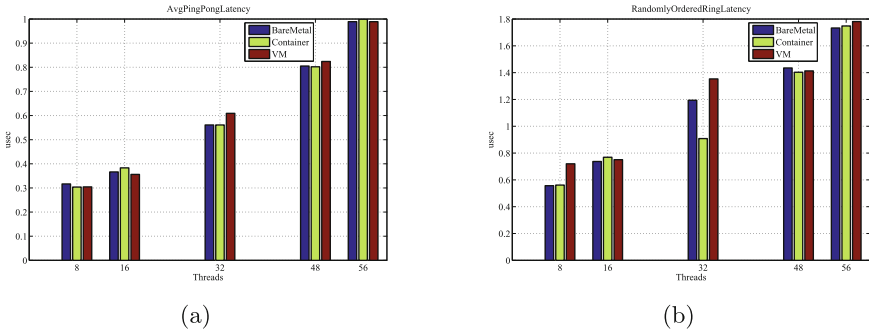 AvgPingPongLatency
1
0.9
0.8
0.7
0.6
0.5
0.4
0.3
0.2
0.1
0
usec
BareMetal
Container
VM
8 16 32 48 56
Threads
(a)
RandomlyOrderedRingLatency
1.8
1.6
1.4
1.2
1
0.8
0.6
0.4
0.2
0
usec
BareMetal
Container
VM
8 16 32 48 56
Threads
(b)